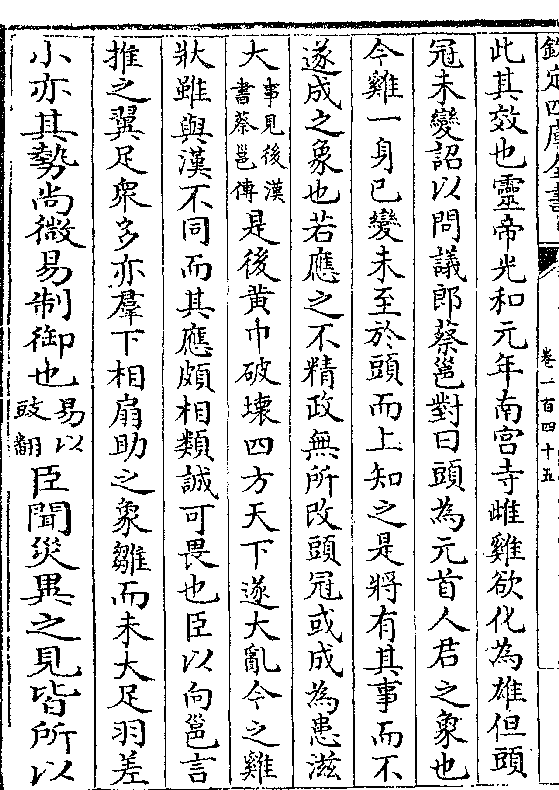 欽定四庫全書
卷一百四十五
此其效也靈帝光和元年南宫寺雌雞欲化為雄但頭
冠未變詔以問議郎蔡邕對曰頭為元首人君之象也
今雞一身已變未至於頭而上知之是將有其事而不
遂成之象也若應之不精政無所改頭冠或成為患滋
大事見後漢書蔡邕傳是後黄巾破壊四方天下遂大亂今之雞
狀雖與漢不同而其應頗相類誠可畏也臣以向邕言
推之翼足衆多亦羣下相扇助之象雛而未大足羽差
小亦其勢尚微易制御也易以豉翻臣聞災異之見皆所以